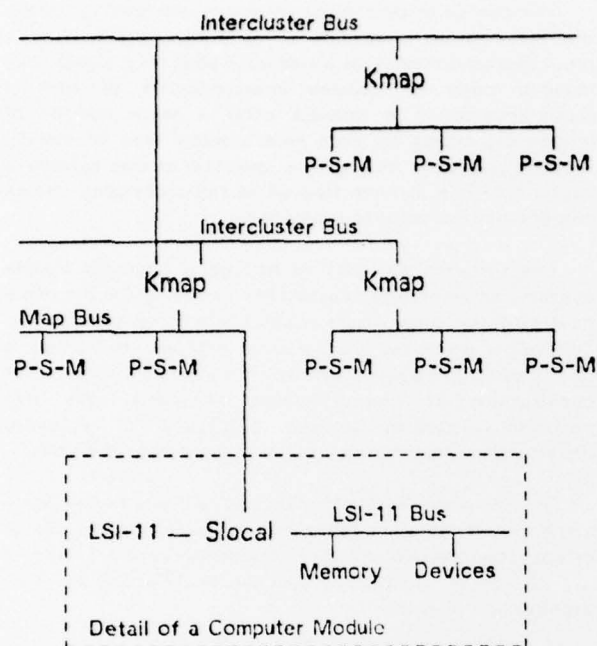 Intercluster Bus
Kmap
P-S-M P-S-M P-S-M
Intercluster Bus
Kmap Kmap
Map Bus
P-S-M P-S-M P-S-M P-S-M P-S-M
LSI-11 — Slocal LSI-11 Bus
Memory Devices
Detail of a Computer Module